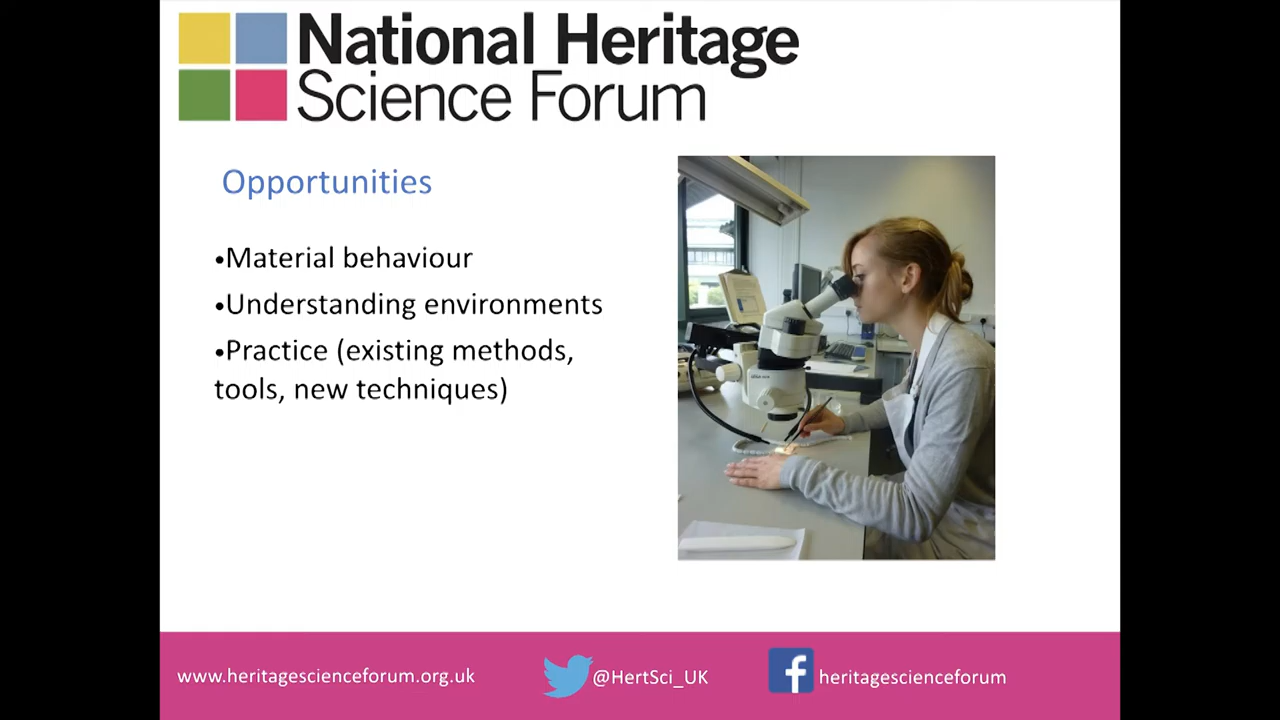 National Heritage
Science Forum
Opportunities
•Material behaviour
•Understanding environments
•Practice (existing methods,
tools, new techniques)
www.heritagescienceforum.org.uk
@HertSci_UK
heritagescienceforum